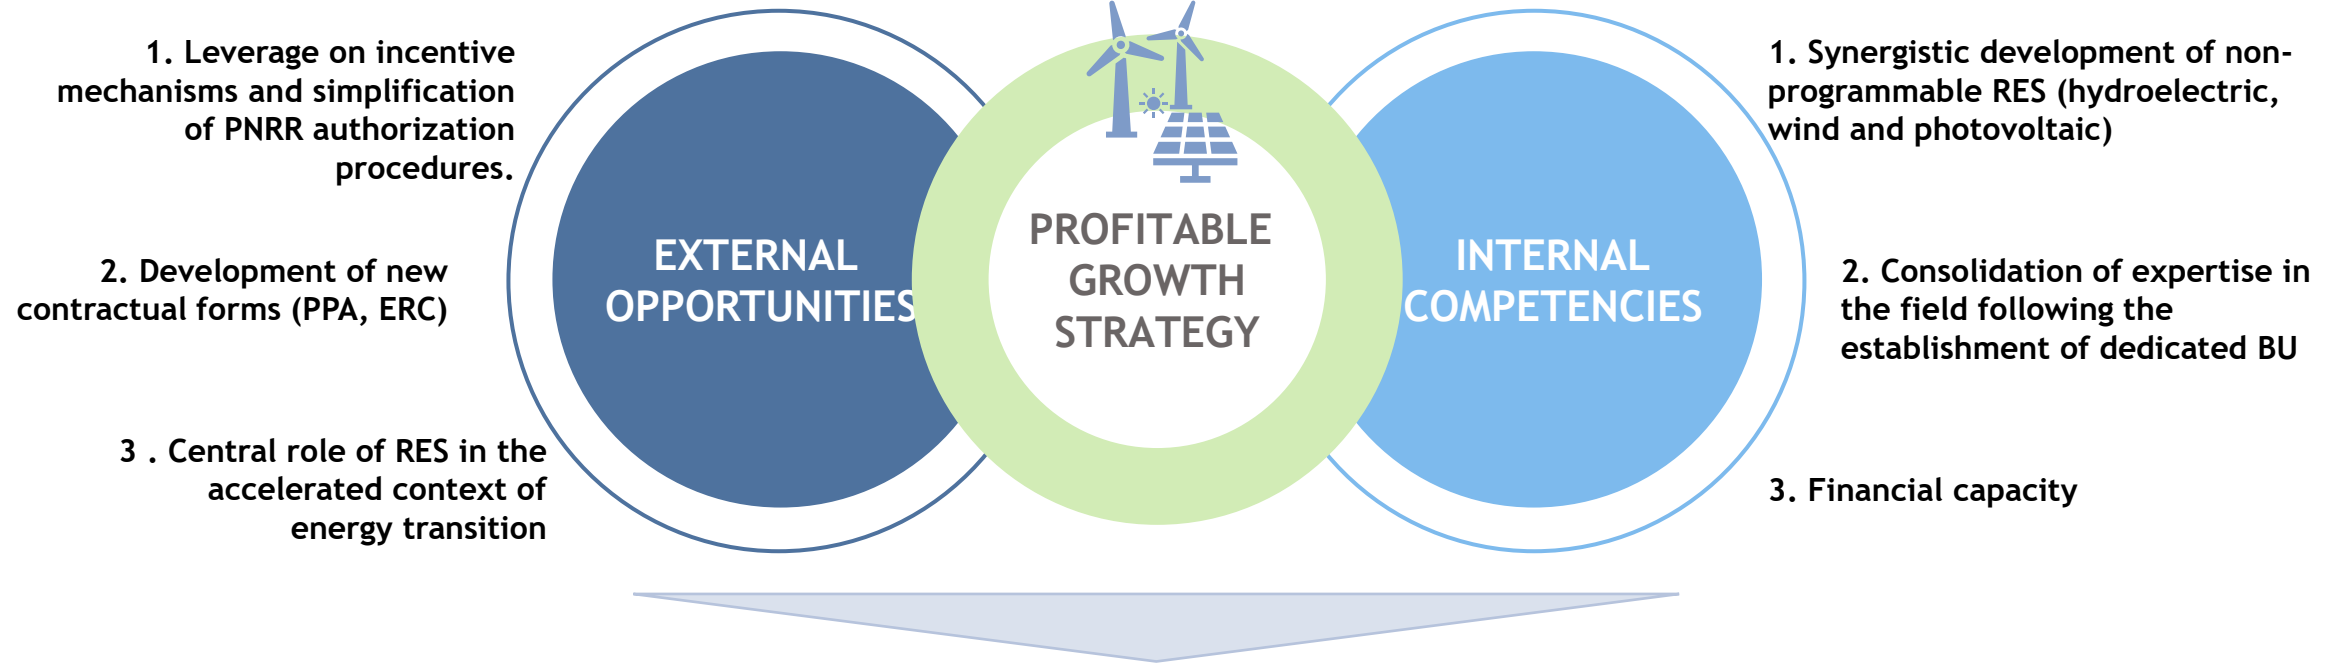 1. Leverage on incentive
mechanisms and simplification
of PNRR authorization
procedures.
2. Development of new
contractual forms (PPA, ERC)
3 . Central role of RES in the
accelerated context of
energy transition
EXTERNAL
OPPORTUNITIES
PROFITABLE
GROWTH
STRATEGY
INTERNAL
COMPETENCIES
1. Synergistic development of non-
programmable RES (hydroelectric,
wind and photovoltaic)
2. Consolidation of expertise in
the field following the
establishment of dedicated BU
3. Financial capacity